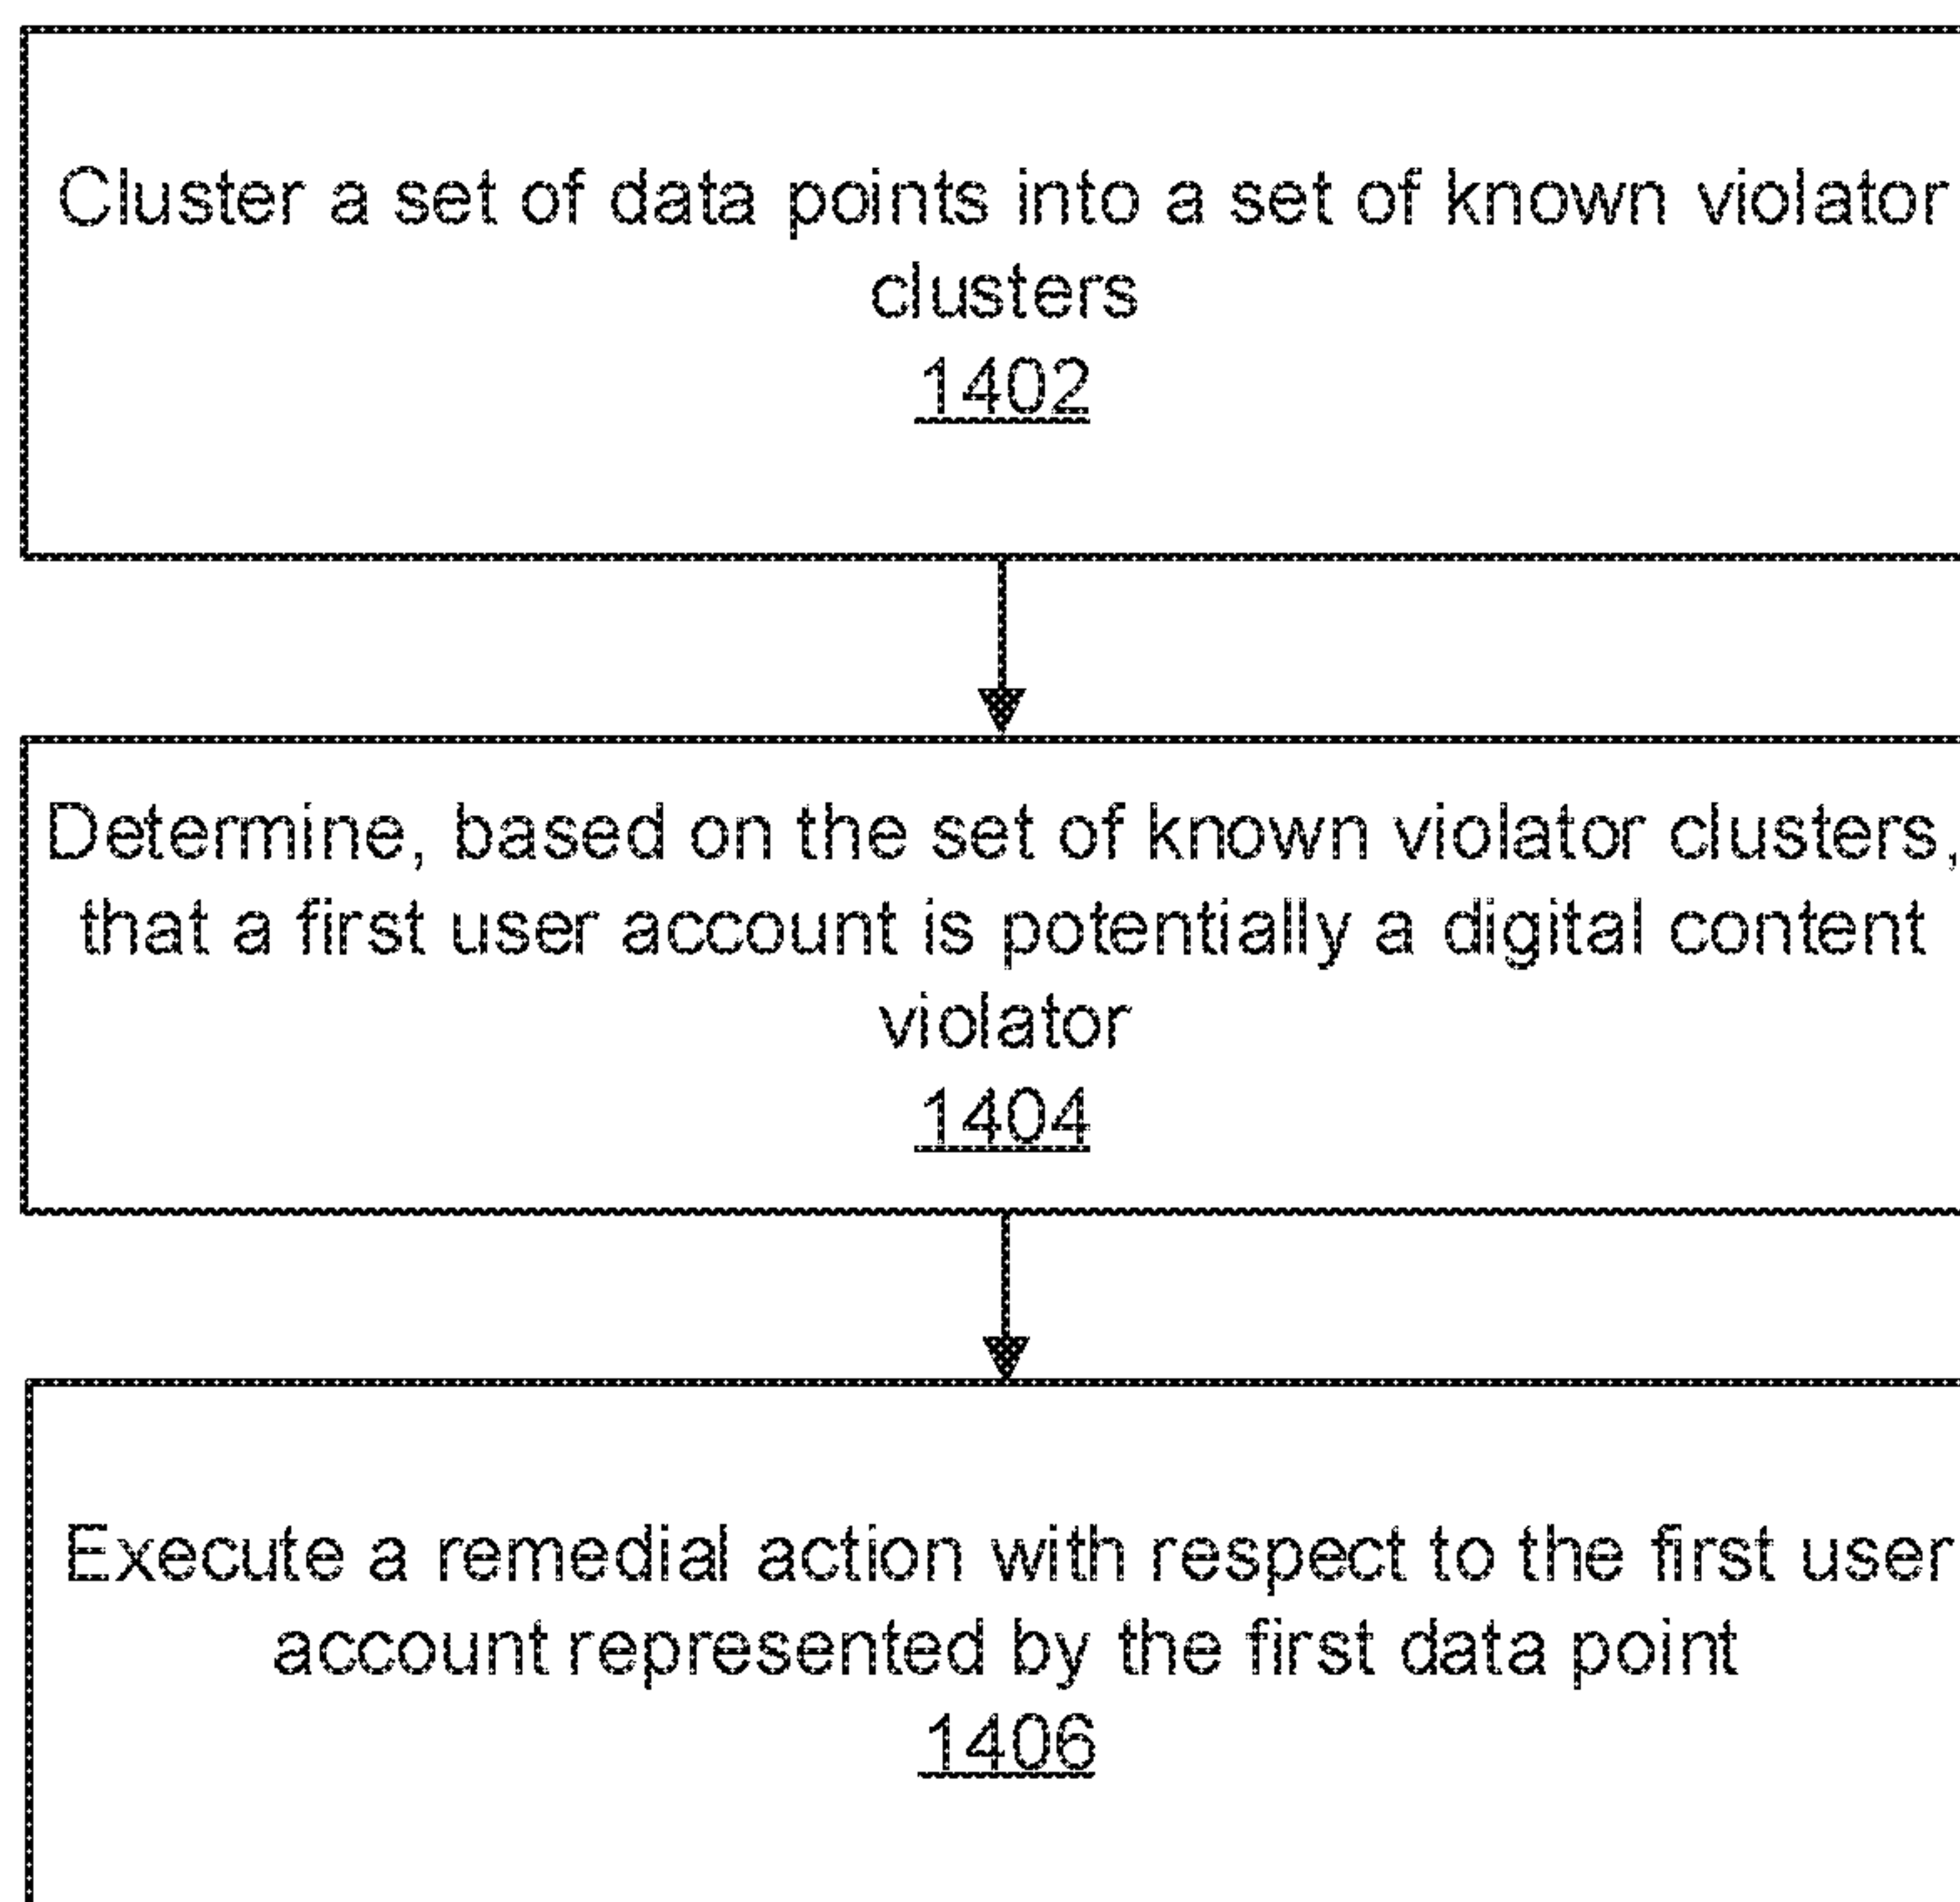 Cluster a set of data points into a set of known violator
clusters
1402
Determine, based on the set of known violator clusters,
that a first user account is potentially a digital content
violator
1404
Execute a remedial action with respect to the first user
account represented by the first data point
1406